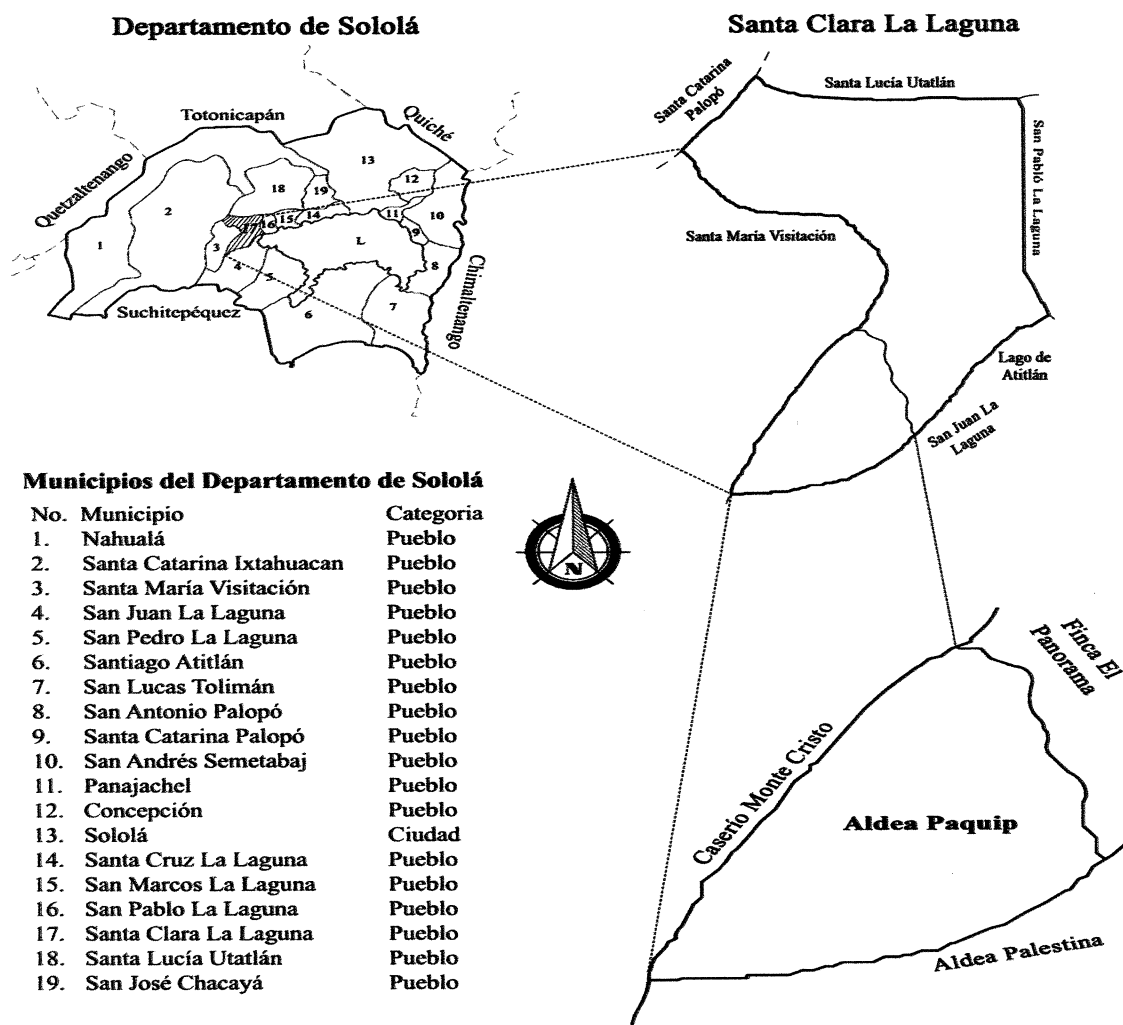 Departamento de Sololá
Santa Clara La Laguna
Totonicapán
Quiché
Quetzaltenango
Chimaltenango
Suchitepéquez
13
12
18
19
2
17
16
15
14
11
10
9
L
1
3
4
5
8
7
6
Santa Catarina
Palopó
Santa Lucía Utatlán
San Pabló La Laguna
Santa María Visitación
Lago de
Atitlán
San Juan La
Laguna
Municipios del Departamento de Sololá
No. Municipio Categoria
1. Nahualá Pueblo
2. Santa Catarina Ixtahuacan Pueblo
3. Santa María Visitación Pueblo
4. San Juan La Laguna Pueblo
5. San Pedro La Laguna Pueblo
6. Santiago Atitlán Pueblo
7. San Lucas Tolimán Pueblo
8. San Antonio Palopó Pueblo
9. Santa Catarina Palopó Pueblo
10. San Andrés Semetabaj Pueblo
11. Panajachel Pueblo
12. Concepción Pueblo
13. Sololá Ciudad
14. Santa Cruz La Laguna Pueblo
15. San Marcos La Laguna Pueblo
16. San Pablo La Laguna Pueblo
17. Santa Clara La Laguna Pueblo
18. Santa Lucía Utatlán Pueblo
19. San José Chacayá Pueblo
N
Finca El
Panorama
Caserío Monte Cristo
Aldea Paquip
Aldea Palestina